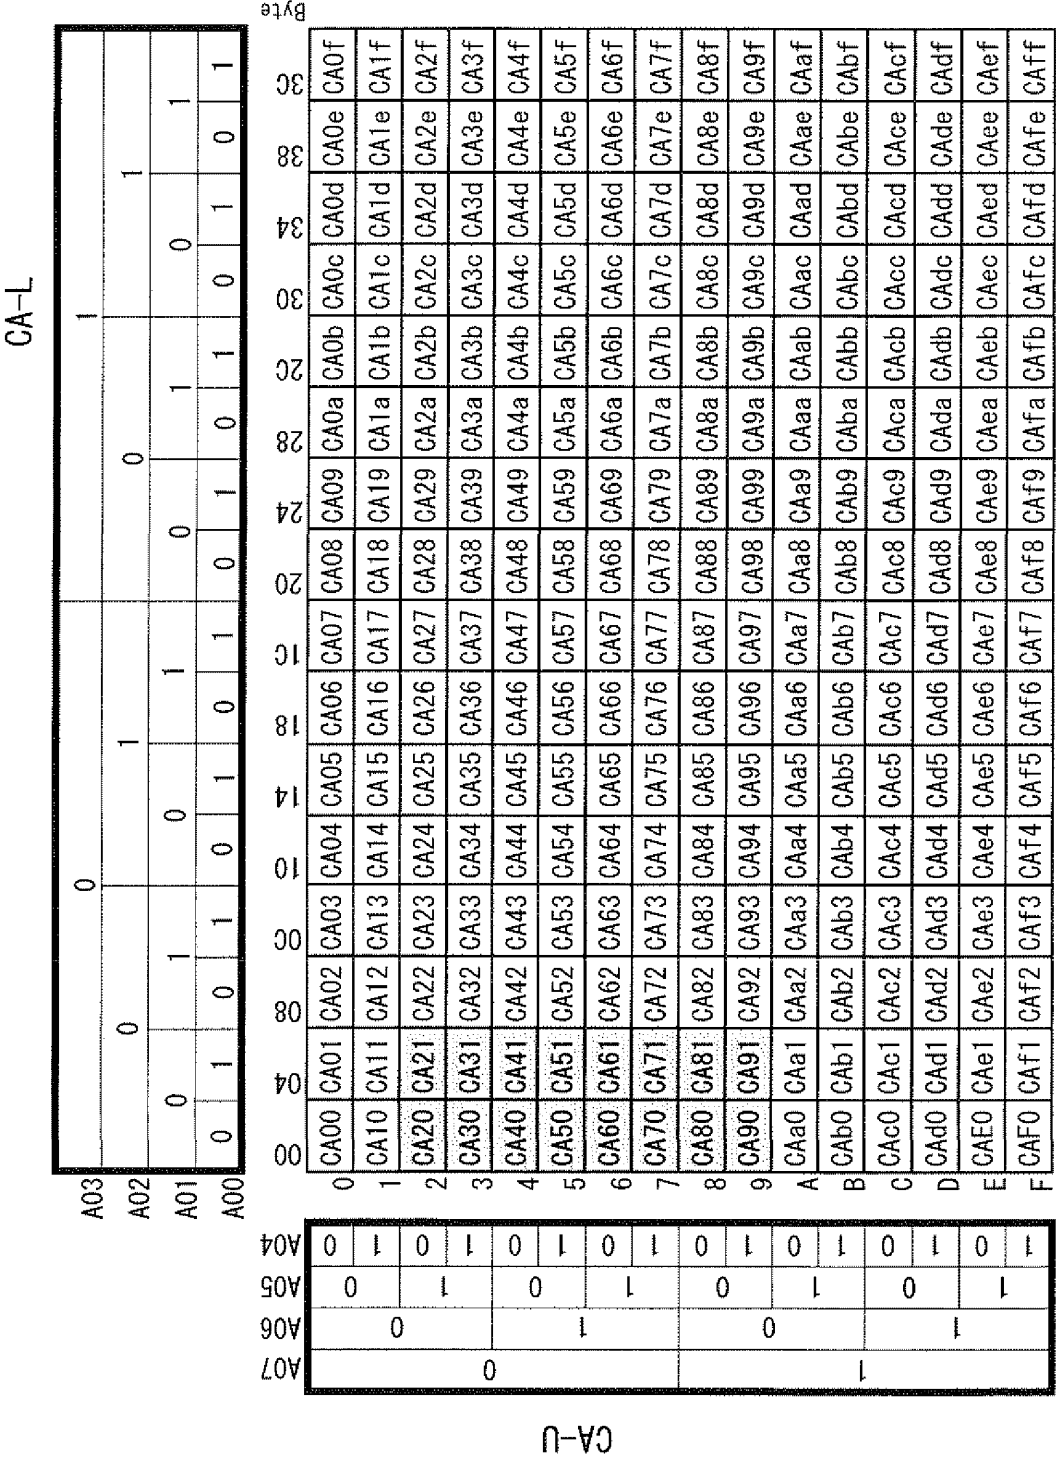 CA-L
A03 0 1
A02 0 1 0 1
A01 0 1 0 1 0 1 0 1
A00 0 1 0 1 0 1 0 1 0 1 0 1 0 1 0 1
00 04 08 0C 10 14 18 1C 20 24 28 2C 30 34 38 3C Byte
CA-U
A07 0 1
A06 0 1 0 1
A05 0 1 0 1 0 1 0 1
A04 0 1 0 1 0 1 0 1 0 1 0 1 0 1 0 1
0 CA00 CA01 CA02 CA03 CA04 CA05 CA06 CA07 CA08 CA09 CA0a CA0b CA0c CA0d CA0e CA0f
1 CA10 CA11 CA12 CA13 CA14 CA15 CA16 CA17 CA18 CA19 CA1a CA1b CA1c CA1d CA1e CA1f
2 CA20 CA21 CA22 CA23 CA24 CA25 CA26 CA27 CA28 CA29 CA2a CA2b CA2c CA2d CA2e CA2f
3 CA30 CA31 CA32 CA33 CA34 CA35 CA36 CA37 CA38 CA39 CA3a CA3b CA3c CA3d CA3e CA3f
4 CA40 CA41 CA42 CA43 CA44 CA45 CA46 CA47 CA48 CA49 CA4a CA4b CA4c CA4d CA4e CA4f
5 CA50 CA51 CA52 CA53 CA54 CA55 CA56 CA57 CA58 CA59 CA5a CA5b CA5c CA5d CA5e CA5f
6 CA60 CA61 CA62 CA63 CA64 CA65 CA66 CA67 CA68 CA69 CA6a CA6b CA6c CA6d CA6e CA6f
7 CA70 CA71 CA72 CA73 CA74 CA75 CA76 CA77 CA78 CA79 CA7a CA7b CA7c CA7d CA7e CA7f
8 CA80 CA81 CA82 CA83 CA84 CA85 CA86 CA87 CA88 CA89 CA8a CA8b CA8c CA8d CA8e CA8f
9 CA90 CA91 CA92 CA93 CA94 CA95 CA96 CA97 CA98 CA99 CA9a CA9b CA9c CA9d CA9e CA9f
A CAa0 CAa1 CAa2 CAa3 CAa4 CAa5 CAa6 CAa7 CAa8 CAa9 CAaa CAab CAac CAad CAae CAaf
B CAb0 CAb1 CAb2 CAb3 CAb4 CAb5 CAb6 CAb7 CAb8 CAb9 CAba CAbb CAbc CAbd CAbe CAbf
C CAc0 CAc1 CAc2 CAc3 CAc4 CAc5 CAc6 CAc7 CAc8 CAc9 CAca CAcb CAcc CAcd CAce CAcf
D CAd0 CAd1 CAd2 CAd3 CAd4 CAd5 CAd6 CAd7 CAd8 CAd9 CAda CAdb CAdc CAdd CAde CAdf
E CAE0 CAe1 CAe2 CAe3 CAe4 CAe5 CAe6 CAe7 CAe8 CAe9 CAea CAeb CAec CAed CAee CAef
F CAF0 CAf1 CAf2 CAf3 CAf4 CAf5 CAf6 CAf7 CAf8 CAf9 CAfa CAfb CAfc CAfd CAfe CAff